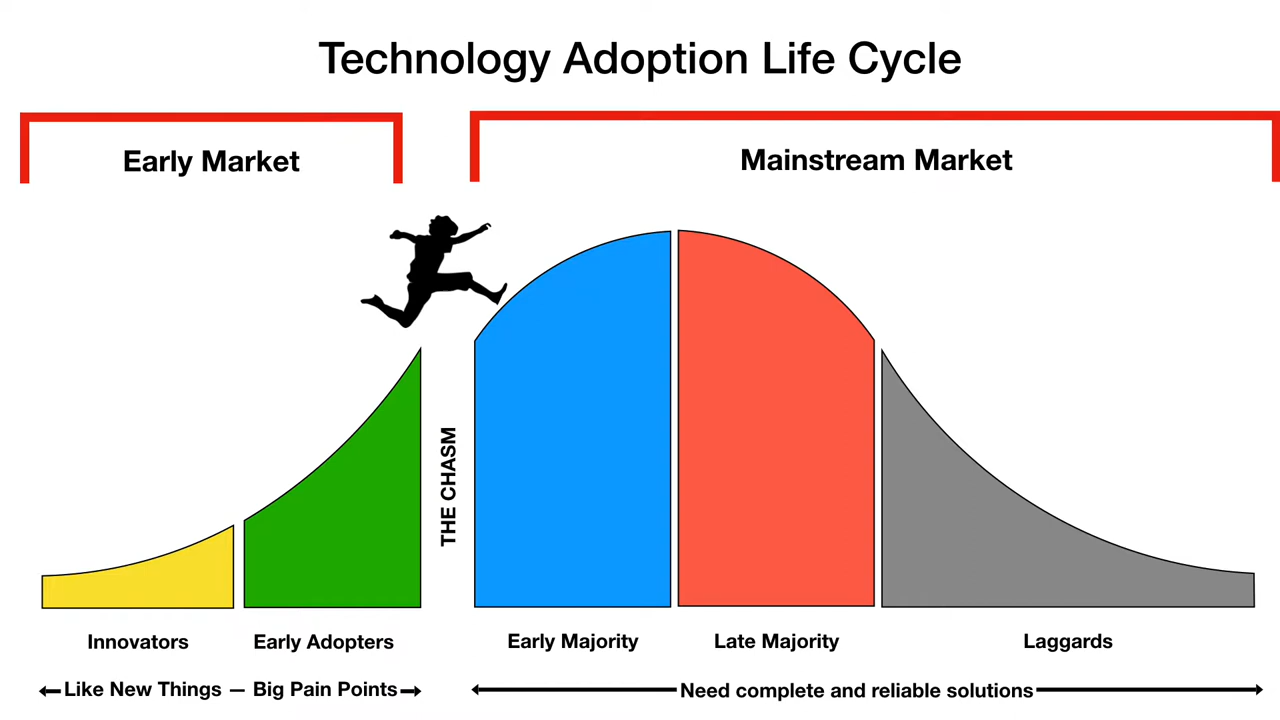 Technology Adoption Life Cycle
Early Market
Mainstream Market
THE CHASM
Innovators
Early Adopters
Early Majority
Late Majority
Laggards
Like New Things — Big Pain Points
Need complete and reliable solutions